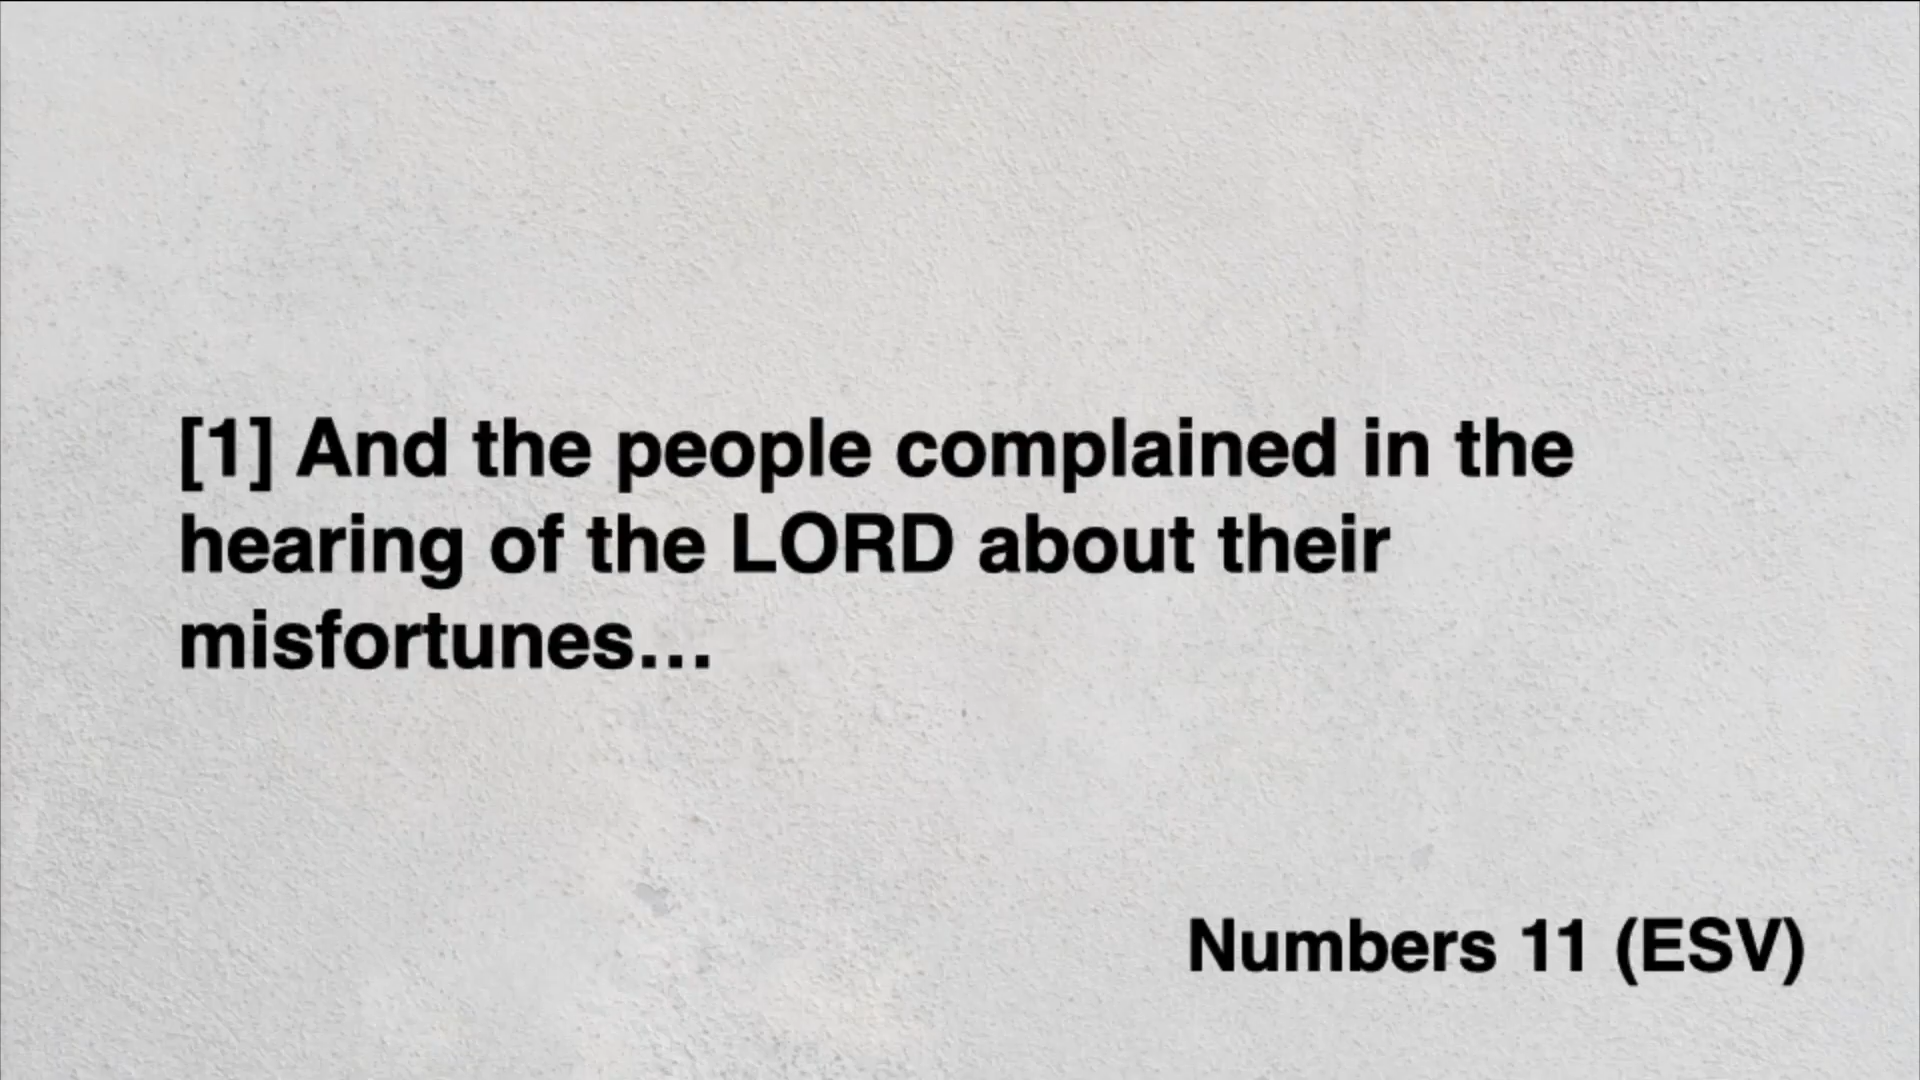 [1] And the people complained in the
hearing of the LORD about their
misfortunes...
Numbers 11 (ESV)